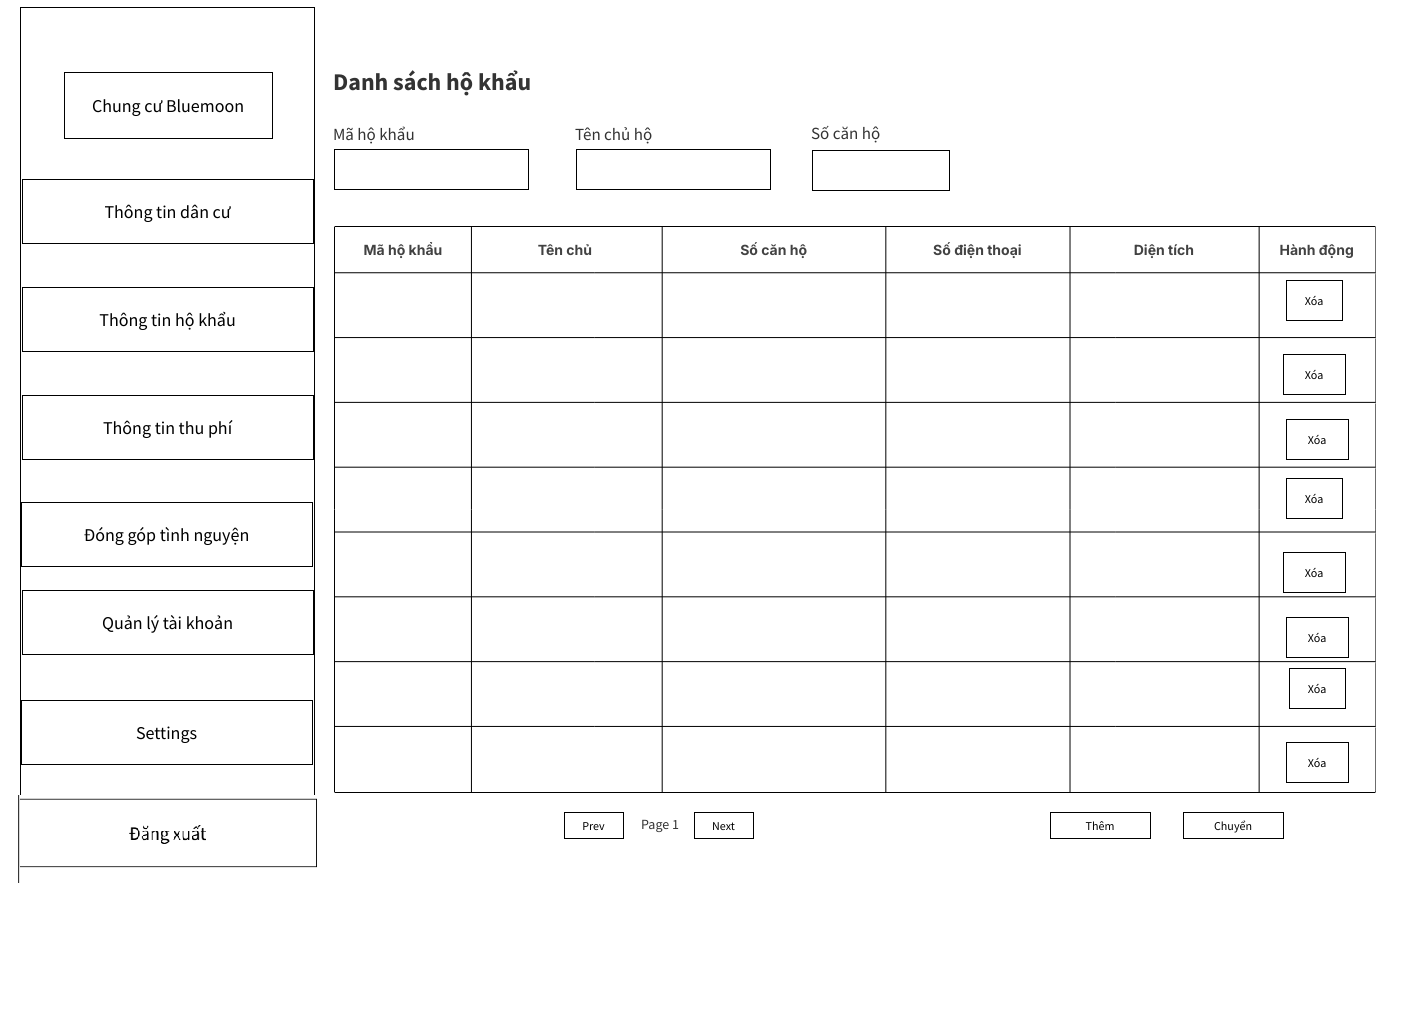 Chung cư Bluemoon
Thông tin dân cư
Thông tin hộ khẩu
Thông tin thu phí
Đóng góp tình nguyện
Quản lý tài khoản
Settings
Đăng xuất
Danh sách hộ khẩu
Mã hộ khẩu Tên chủ hộ Số căn hộ
Mã hộ khẩu Tên chủ Số căn hộ Số điện thoại Diện tích Hành động
Xóa
Xóa
Xóa
Xóa
Xóa
Xóa
Xóa
Xóa
Prev Page 1 Next Thêm Chuyển